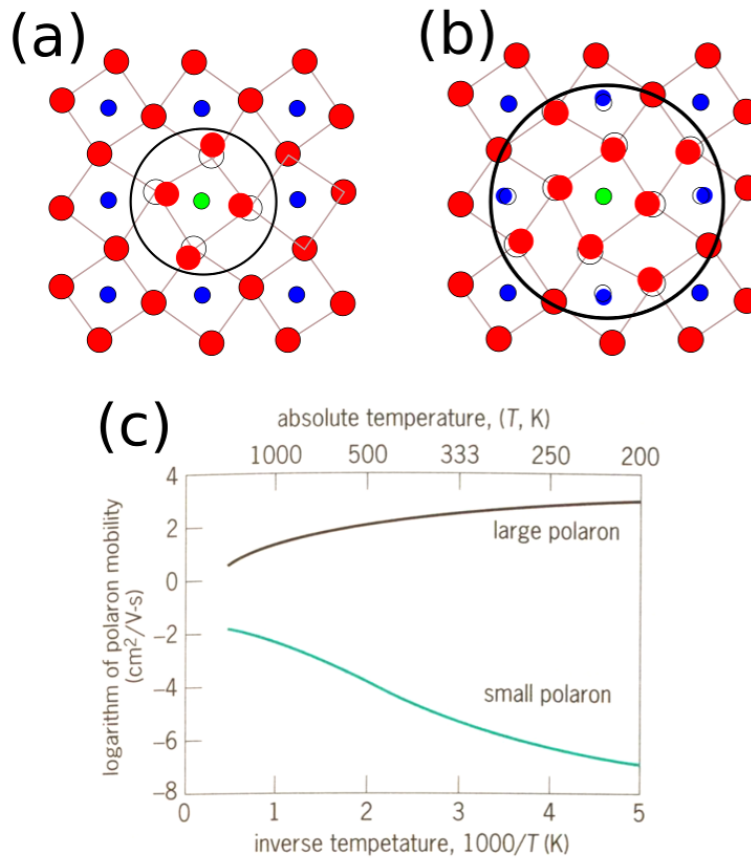 (a)
(b)
(c)
absolute temperature, (T, K)
1000 500 333 250 200
4
2
0
−2
−4
−6
−8
logarithm of polaron mobility
(cm²/V-s)
large polaron
small polaron
0 1 2 3 4 5
inverse tempetature, 1000/T (K)